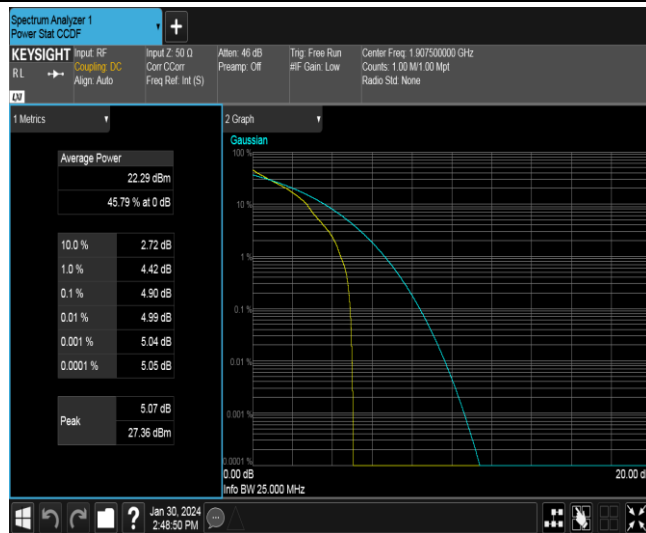 Spectrum Analyzer 1
Power Stat CCDF
+
KEYSIGHT
RL
LXI
Input: RF
Coupling: DC
Align: Auto
Input Z: 50 Ω
Corr CCorr
Freq Ref: Int (S)
Atten: 46 dB
Preamp: Off
Trig: Free Run
#IF Gain: Low
Center Freq: 1.907500000 GHz
Counts: 1.00 M/1.00 Mpt
Radio Std: None
1 Metrics
Average Power
22.29 dBm
45.79 % at 0 dB
10.0 % 2.72 dB
1.0 % 4.42 dB
0.1 % 4.90 dB
0.01 % 4.99 dB
0.001 % 5.04 dB
0.0001 % 5.05 dB
Peak
5.07 dB
27.36 dBm
2 Graph
Gaussian
100 %
10 %
1 %
0.1 %
0.01 %
0.001 %
0.0001 %
0.00 dB
20.00 d
Info BW 25.000 MHz
?
Jan 30, 2024
2:48:50 PM